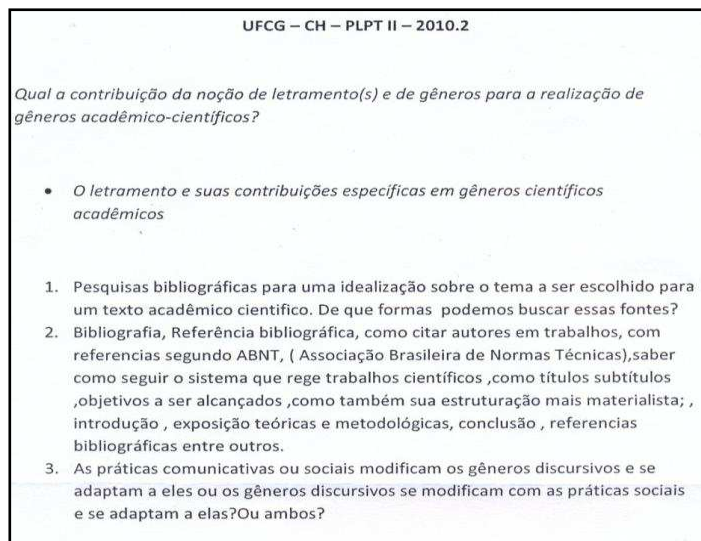 UFCG – CH – PLPT II – 2010.2
Qual a contribuição da noção de letramento(s) e de gêneros para a realização de
gêneros acadêmico-científicos?
• O letramento e suas contribuições específicas em gêneros científicos
acadêmicos
1. Pesquisas bibliográficas para uma idealização sobre o tema a ser escolhido para
um texto acadêmico cientifico. De que formas podemos buscar essas fontes?
2. Bibliografia, Referência bibliográfica, como citar autores em trabalhos, com
referencias segundo ABNT, ( Associação Brasileira de Normas Técnicas),saber
como seguir o sistema que rege trabalhos científicos ,como títulos subtítulos
,objetivos a ser alcançados ,como também sua estruturação mais materialista; ,
introdução , exposição teóricas e metodológicas, conclusão , referencias
bibliográficas entre outros.
3. As práticas comunicativas ou sociais modificam os gêneros discursivos e se
adaptam a eles ou os gêneros discursivos se modificam com as práticas sociais
e se adaptam a elas?Ou ambos?